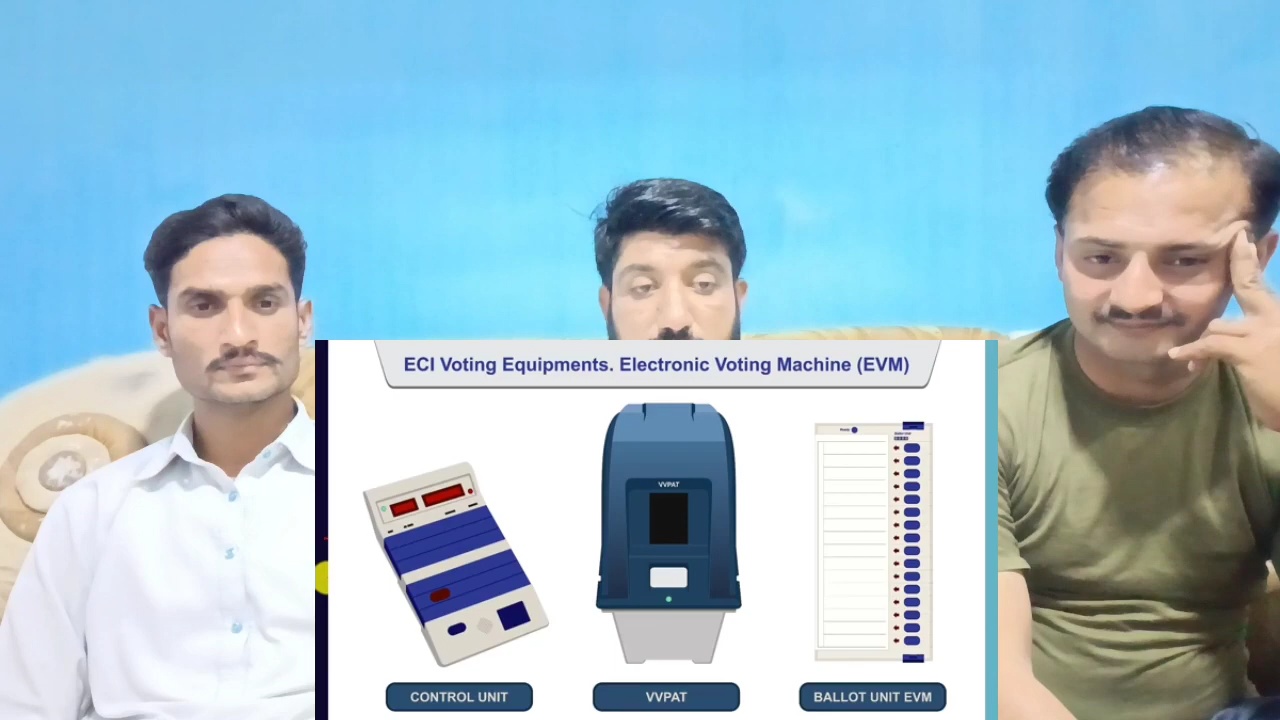 ECI Voting Equipments. Electronic Voting Machine (EVM)
VVPAT
CONTROL UNIT
VVPAT
BALLOT UNIT EVM